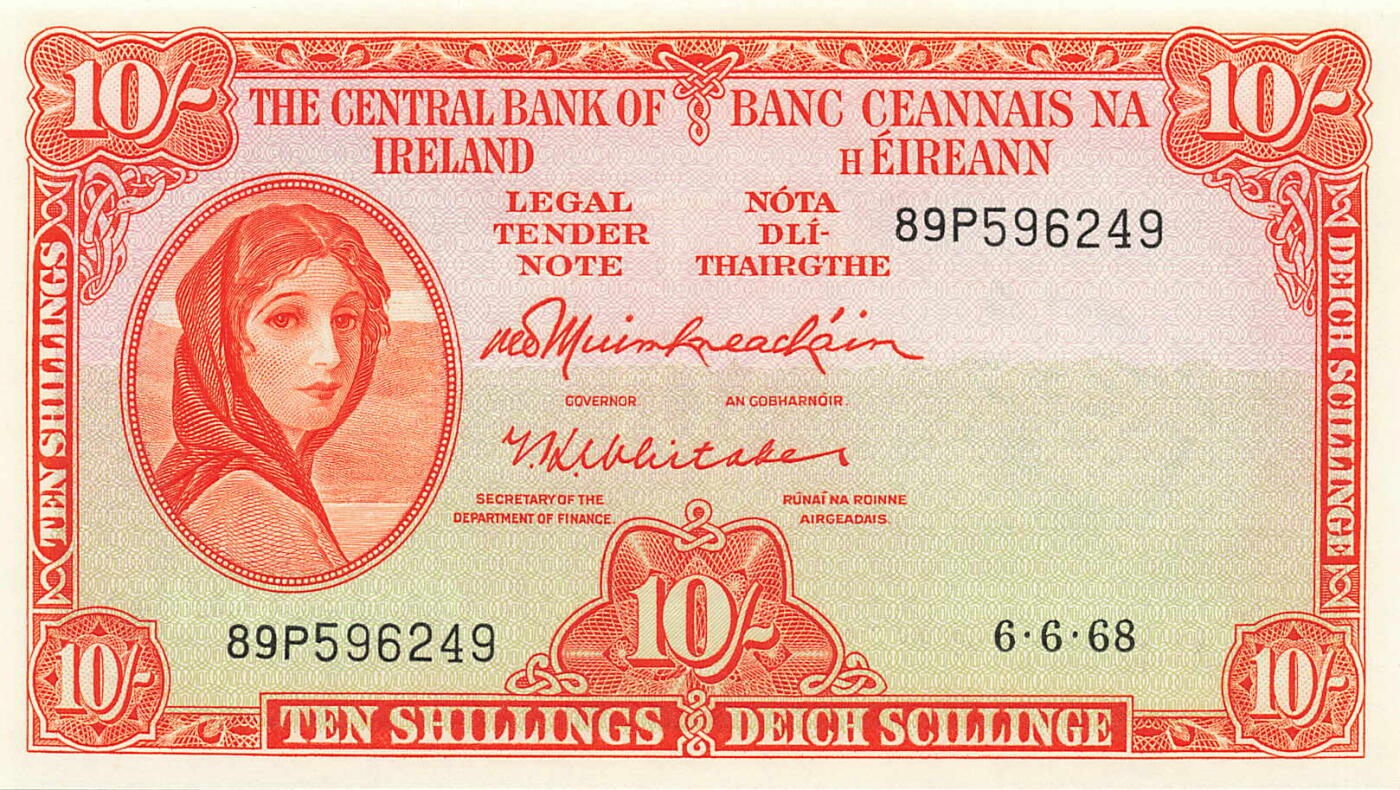 10/-
10/-
THE CENTRAL BANK OF
IRELAND
BANC CEANNAIS NA
H ÉIREANN
LEGAL
TENDER
NOTE
NÓTA
DLÍ-
THAIRGTHE
89P596249
TEN SHILLINGS
DEICH SCILLINGE
GOVERNOR.
AN GOBHARNÓIR.
T.K. Whitaker
SECRETARY OF THE
DEPARTMENT OF FINANCE.
RÚNAÍ NA ROINNE
AIRGEADAIS.
89P596249
10/-
6·6·68
10/-
10/-
TEN SHILLINGS
DEICH SCILLINGE